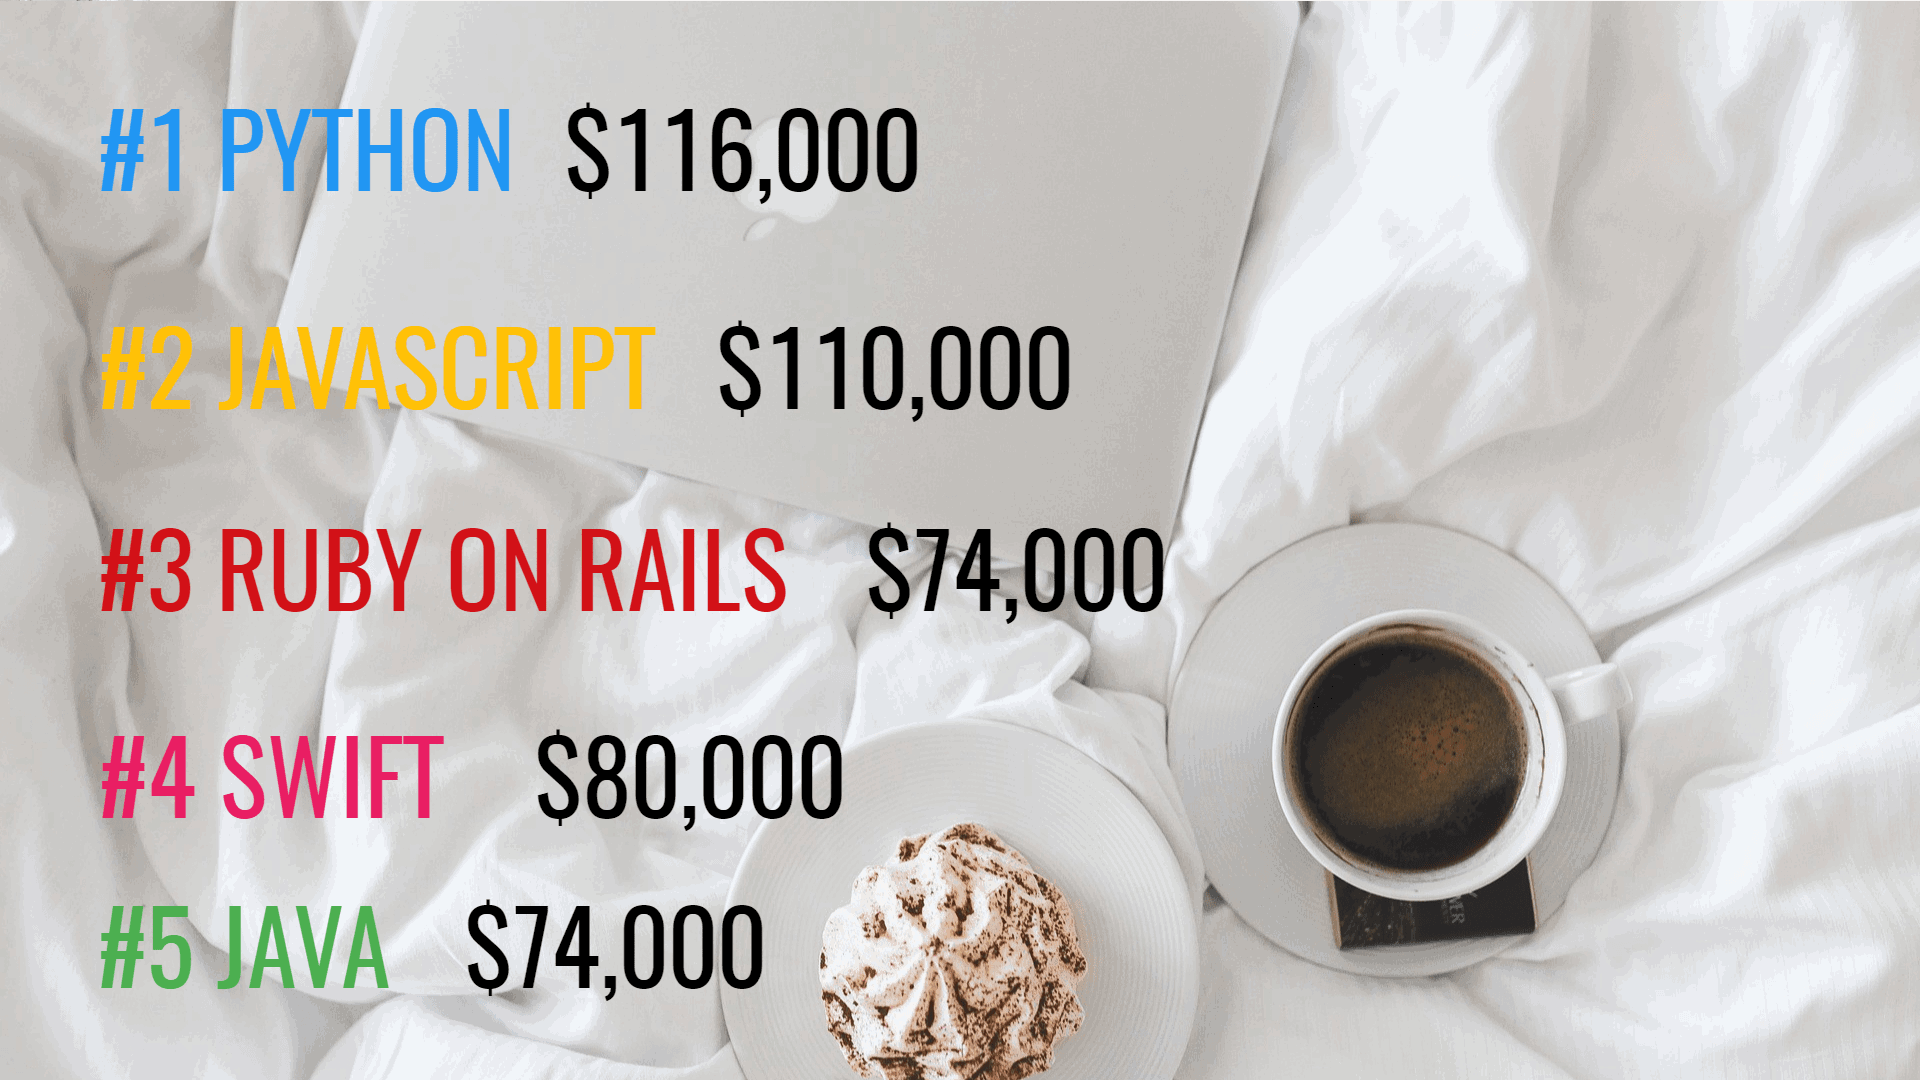 #1 PYTHON $116,000
#2 JAVASCRIPT $110,000
#3 RUBY ON RAILS $74,000
#4 SWIFT $80,000
#5 JAVA $74,000